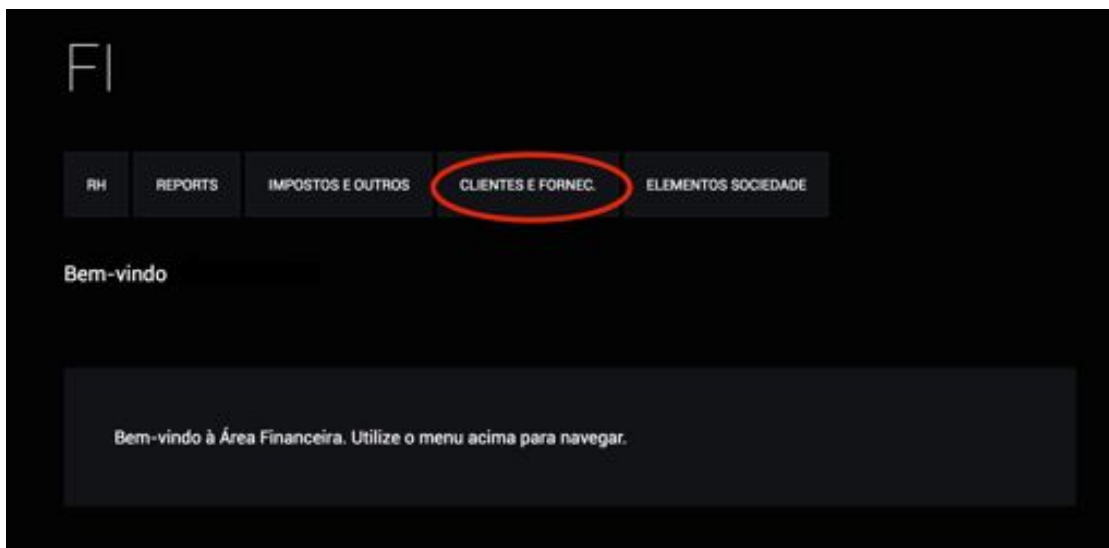 FI
RH REPORTS IMPOSTOS E OUTROS CLIENTES E FORNEC. ELEMENTOS SOCIEDADE
Bem-vindo
Bem-vindo à Área Financeira. Utilize o menu acima para navegar.